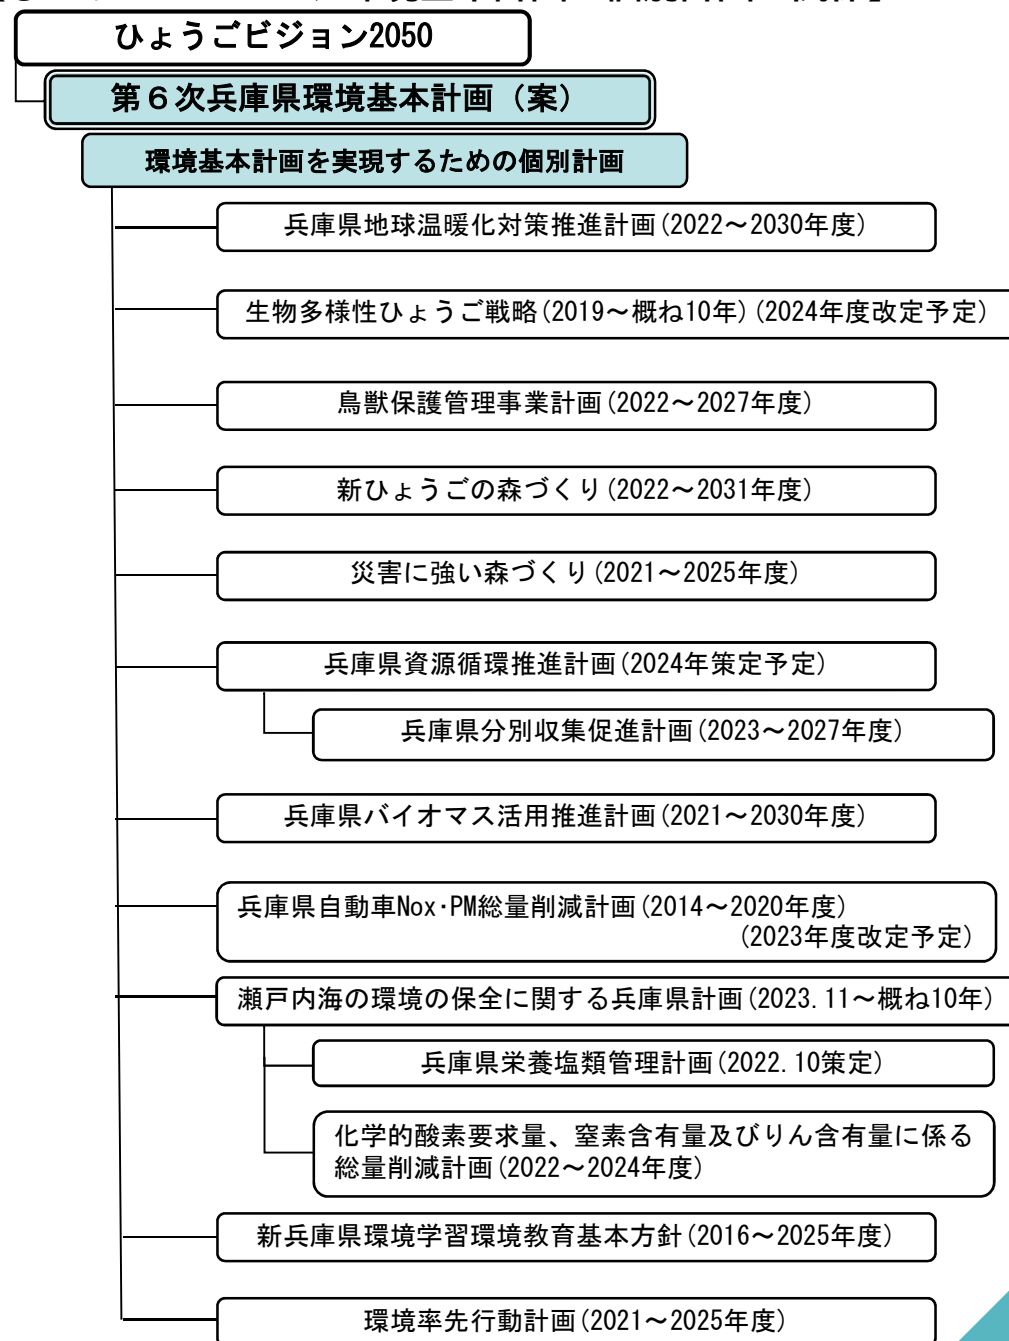 ひょうごビジョン2050
第６次兵庫県環境基本計画（案）
環境基本計画を実現するための個別計画
兵庫県地球温暖化対策推進計画(2022～2030年度)
生物多様性ひょうご戦略(2019～概ね10年)(2024年度改定予定)
鳥獣保護管理事業計画(2022～2027年度)
新ひょうごの森づくり(2022～2031年度)
災害に強い森づくり(2021～2025年度)
兵庫県資源循環推進計画(2024年策定予定)
兵庫県分別収集促進計画(2023～2027年度)
兵庫県バイオマス活用推進計画(2021～2030年度)
兵庫県自動車Nox･PM総量削減計画(2014～2020年度)
(2023年度改定予定)
瀬戸内海の環境の保全に関する兵庫県計画(2023.11～概ね10年)
兵庫県栄養塩類管理計画(2022.10策定)
化学的酸素要求量、窒素含有量及びりん含有量に係る
総量削減計画(2022～2024年度)
新兵庫県環境学習環境教育基本方針(2016～2025年度)
環境率先行動計画(2021～2025年度)